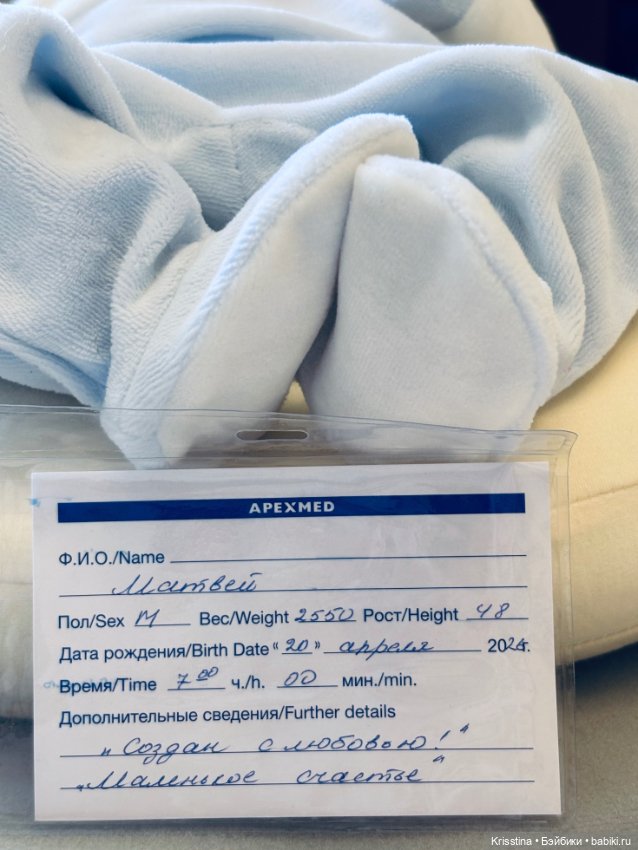 APEXMED
Ф.И.О./Name
Матвей
Пол/Sex М Вес/Weight 2550 Рост/Height 48
Дата рождения/Birth Date "20" апреля 2024г.
Время/Time 7 00 ч./h. 00 мин./min.
Дополнительные сведения/Further details
"Создан с любовью!"
"Маленькое счастье"
Krisstina • Бэйбики • babiki.ru